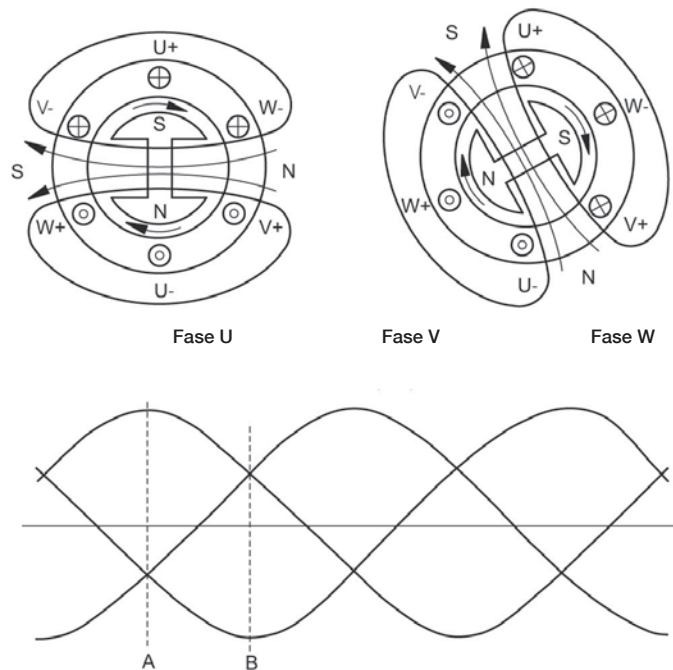 U+
V-
W-
S
S
N
N
W+
V+
U-
S
U+
V-
W-
S
N
W+
V+
U-
N
Fase U
Fase V
Fase W
A
B